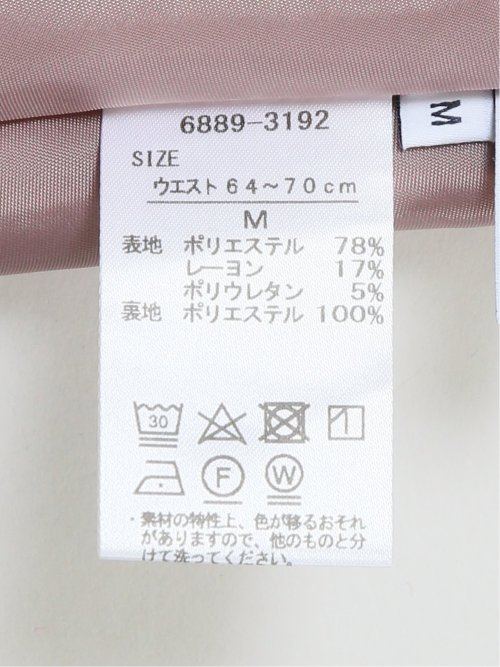 6889-3192
SIZE
ウエスト64～70cm
M
表地 ポリエステル 78%
レーヨン 17%
ポリウレタン 5%
裏地 ポリエステル 100%
30
F W
・素材の特性上、色が移るおそれ
がありますので、他のものと分
けて洗ってください。
M